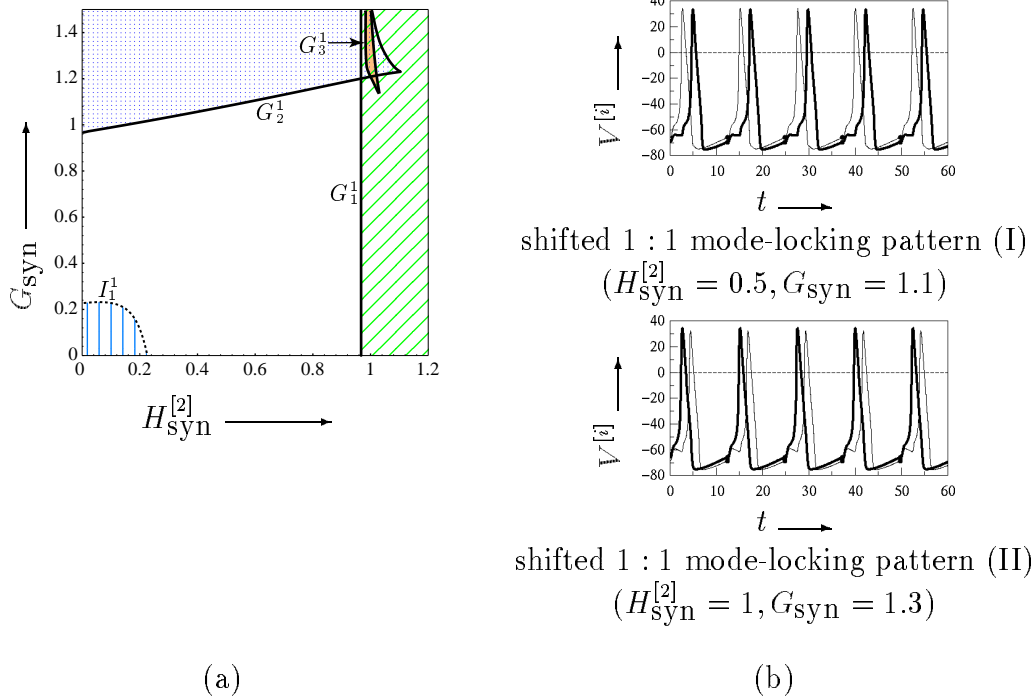 1.4
1.2
1
0.8
0.6
0.4
0.2
0
0 0.2 0.4 0.6 0.8 1 1.2
G_syn
H_syn^[2]
G_3^1
G_2^1
G_1^1
I_1^1
(a)
40
20
0
−20
−40
−60
−80
0 10 20 30 40 50 60
V^[i]
t
shifted 1 : 1 mode-locking pattern (I)
(H_syn^[2] = 0.5, G_syn = 1.1)
40
20
0
−20
−40
−60
−80
0 10 20 30 40 50 60
V^[i]
t
shifted 1 : 1 mode-locking pattern (II)
(H_syn^[2] = 1, G_syn = 1.3)
(b)